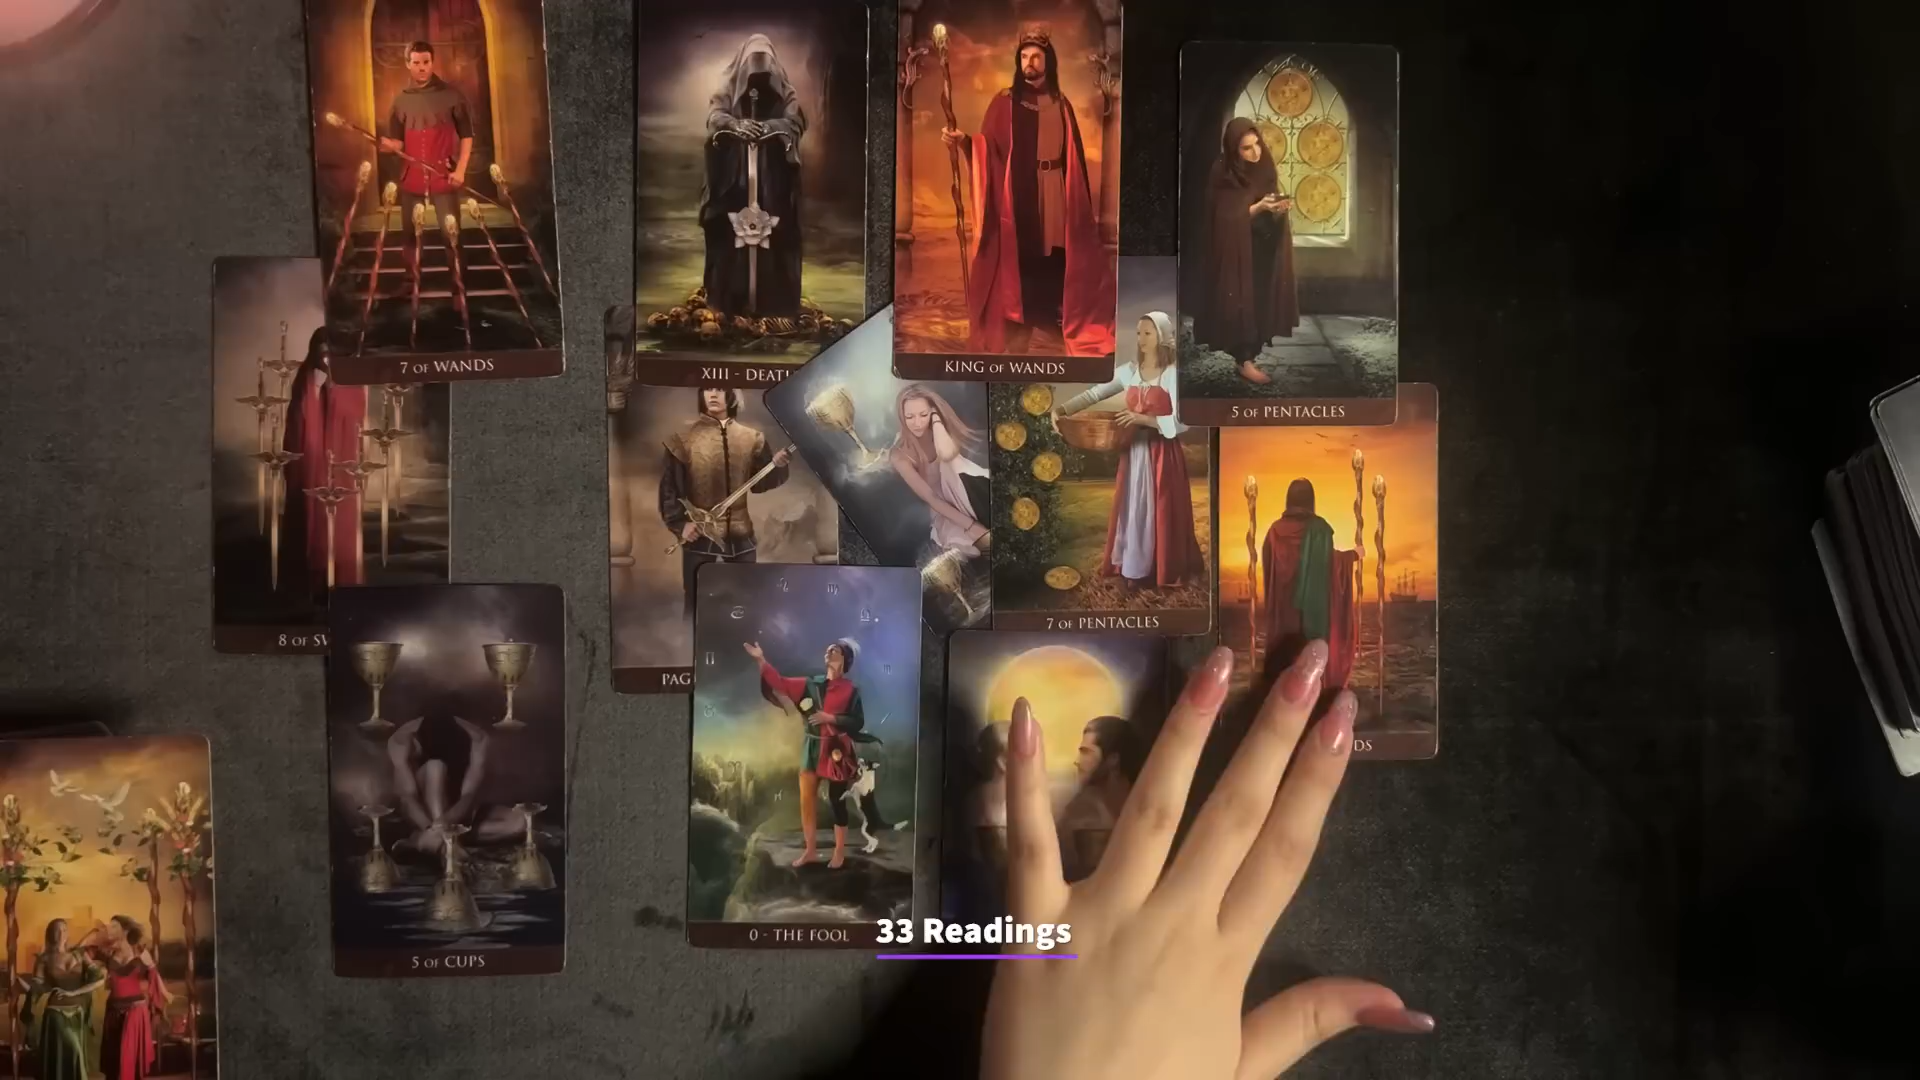 7 OF WANDS
XIII - DEAT
KING OF WANDS
5 OF PENTACLES
8 OF SW
PAG
7 OF PENTACLES
DS
5 OF CUPS
0 - THE FOOL
33 Readings